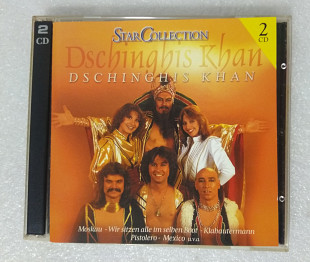 2
CD
STARCOLLECTION
2
CD
Dschinghis Khan
DSCHINGHIS KHAN
Moskau · Wir sitzen alle im selben Boot · Klabautermann
Pistolero · Mexico u.v.a.